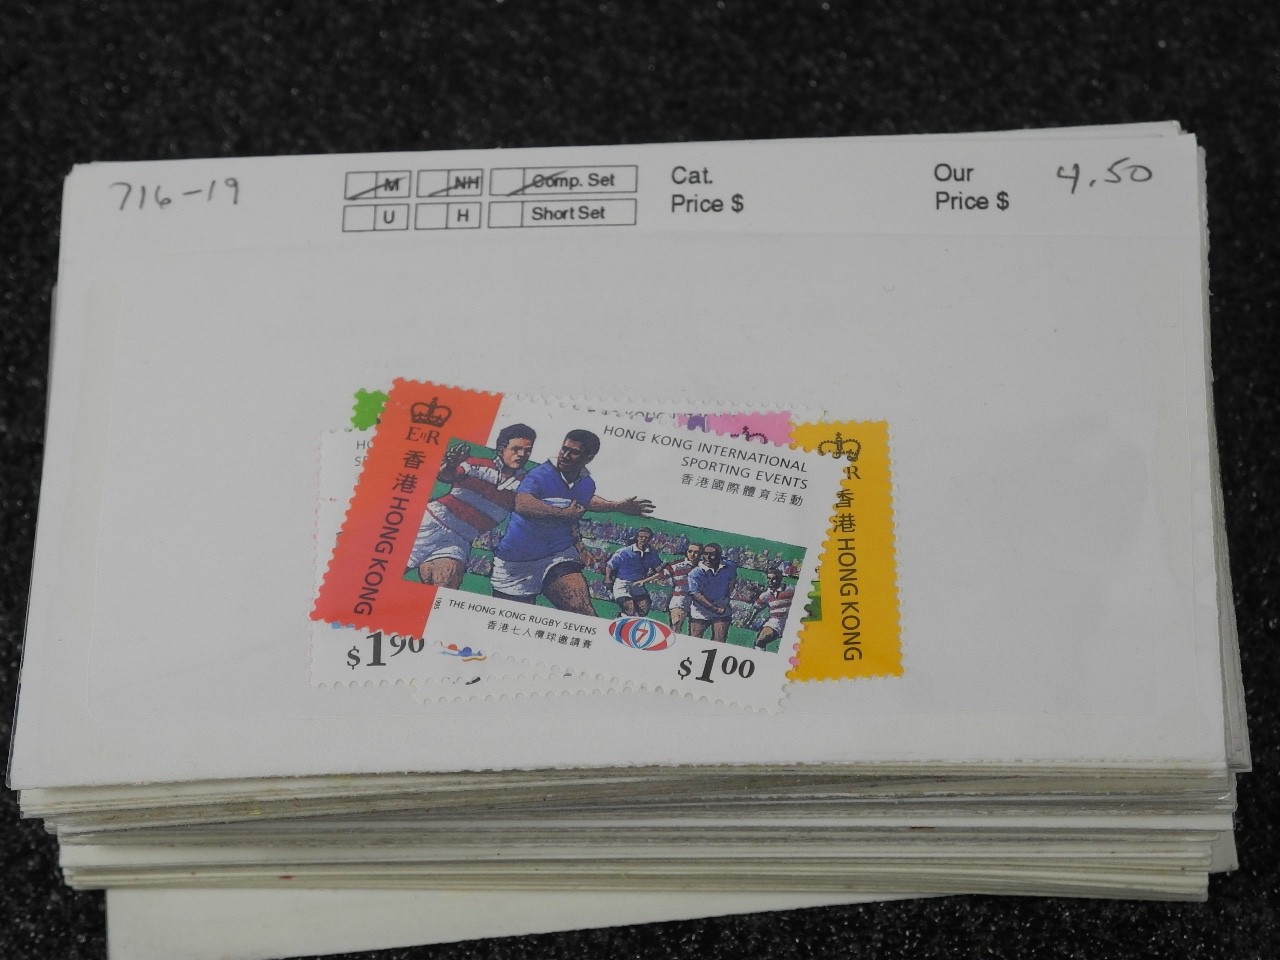 716-19
M NH Comp. Set
U H Short Set
Cat.
Price $
Our
Price $
4.50
EIIR
香港 HONG KONG
HONG KONG INTERNATIONAL
SPORTING EVENTS
香港國際體育活動
1995
THE HONG KONG RUGBY SEVENS
香港七人欖球邀請賽
$1.00
$1.90
R
香港 HONG KONG